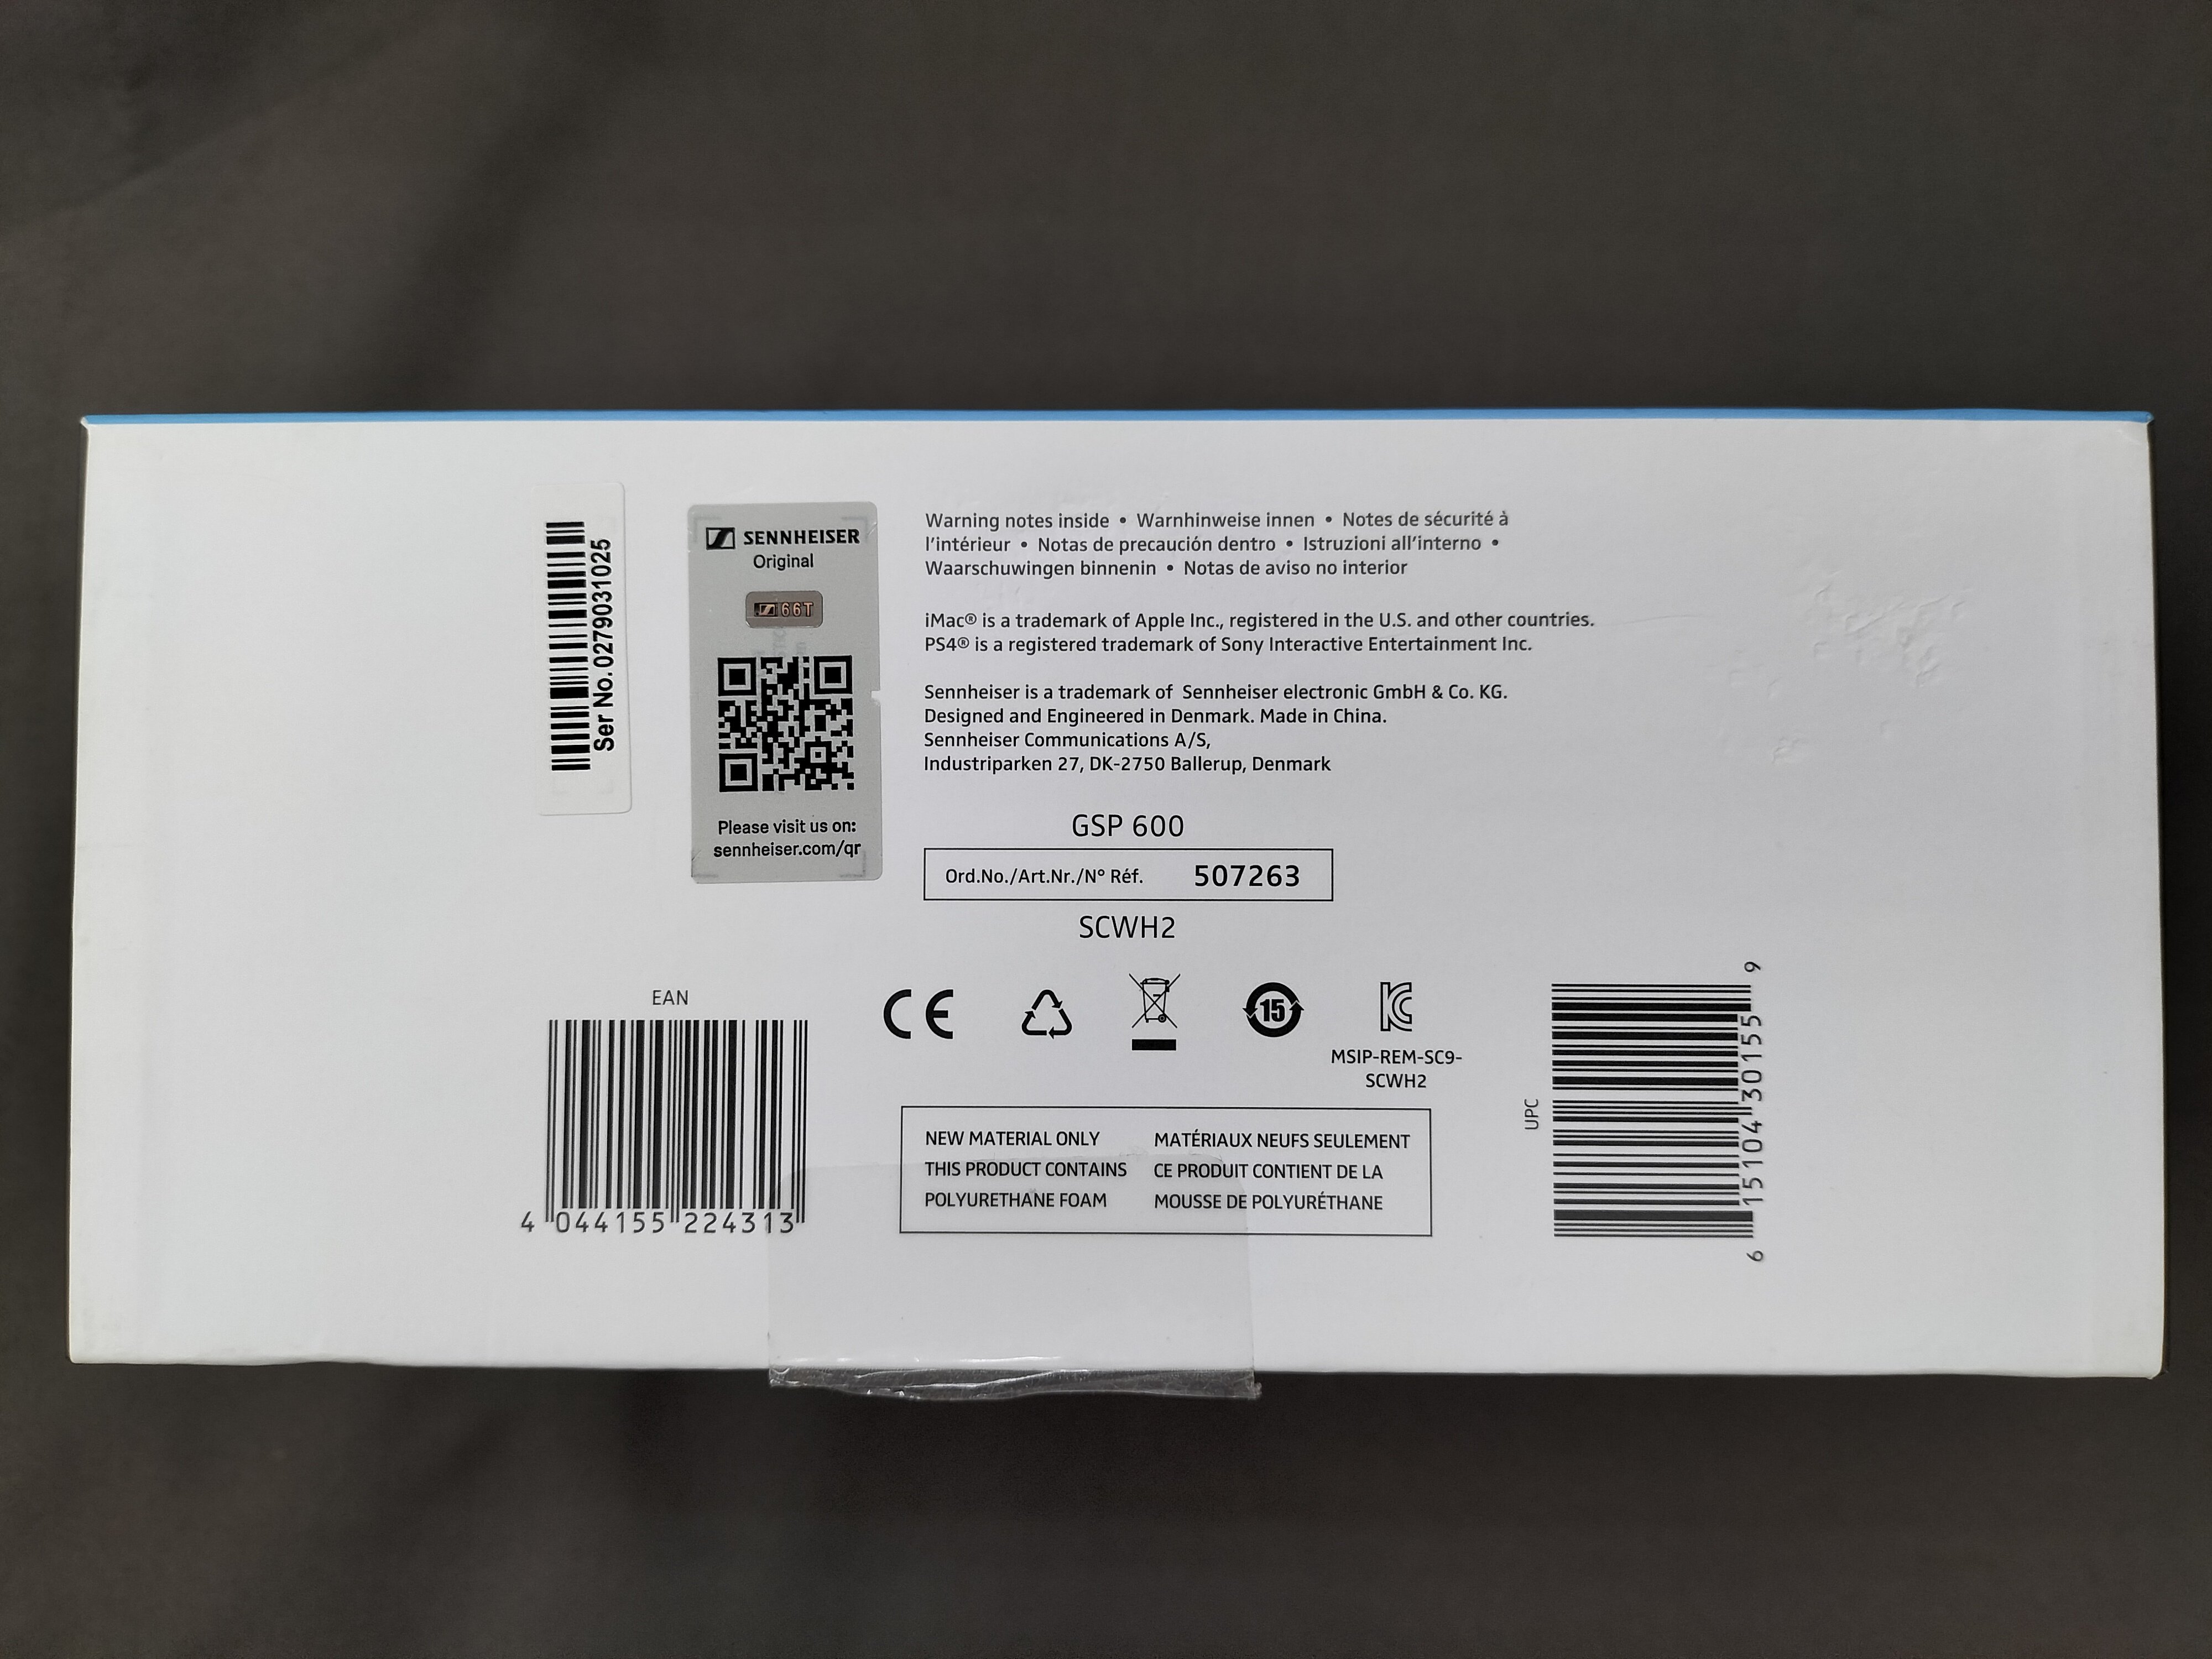 Ser No. 0279031025
SENNHEISER
Original
66T
Please visit us on:
sennheiser.com/qr
Warning notes inside • Warnhinweise innen • Notes de sécurité à
l'intérieur • Notas de precaución dentro • Istruzioni all'interno •
Waarschuwingen binnenin • Notas de aviso no interior
iMac® is a trademark of Apple Inc., registered in the U.S. and other countries.
PS4® is a registered trademark of Sony Interactive Entertainment Inc.
Sennheiser is a trademark of Sennheiser electronic GmbH & Co. KG.
Designed and Engineered in Denmark. Made in China.
Sennheiser Communications A/S,
Industriparken 27, DK-2750 Ballerup, Denmark
GSP 600
Ord.No./Art.Nr./N° Réf. 507263
SCWH2
EAN
4 044155 224313
CE
15
KC
MSIP-REM-SC9-
SCWH2
NEW MATERIAL ONLY
THIS PRODUCT CONTAINS
POLYURETHANE FOAM
MATÉRIAUX NEUFS SEULEMENT
CE PRODUIT CONTIENT DE LA
MOUSSE DE POLYURÉTHANE
UPC
6 15104 30155 9